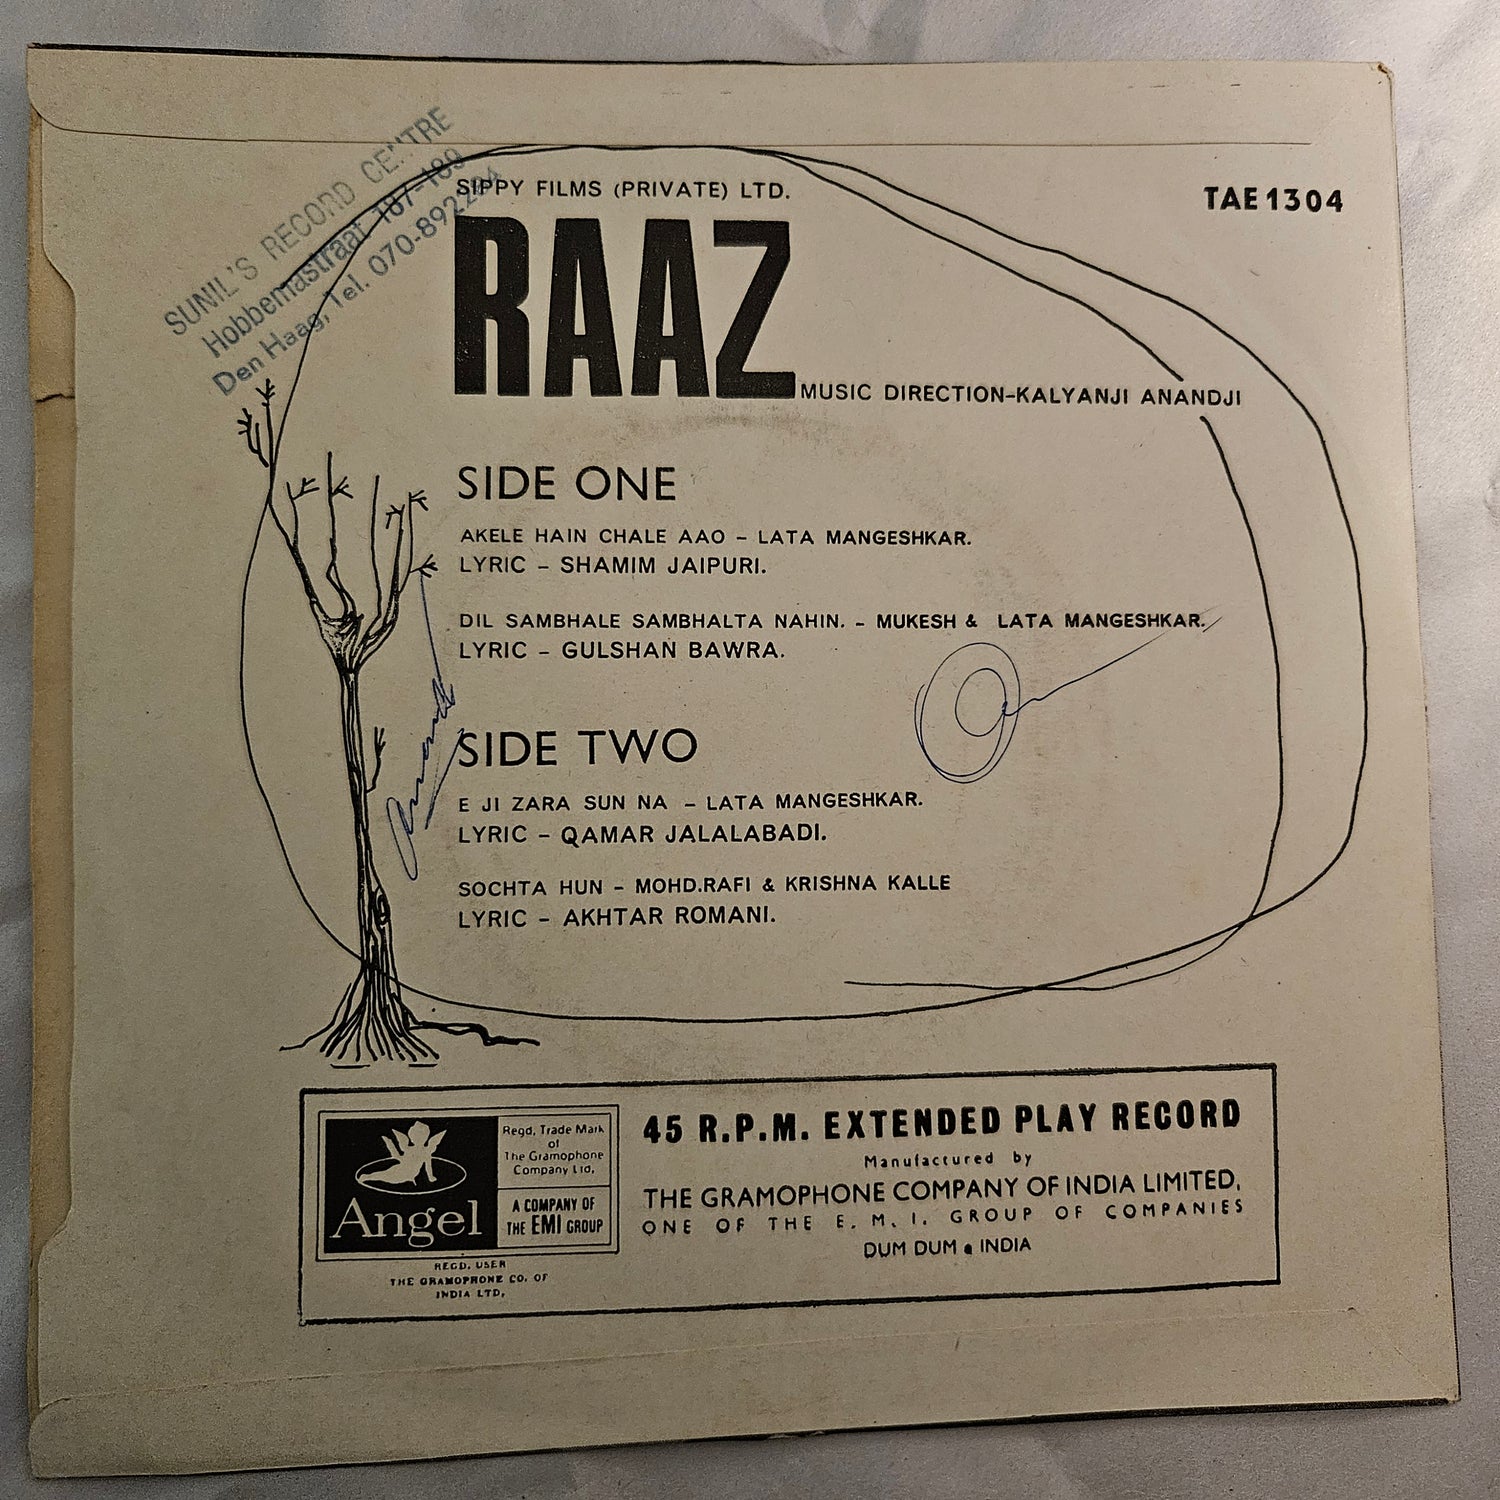 SUNIL'S RECORD CENTRE
Hobbemastraat 187-189
Den Haag, Tel. 070-892204
SIPPY FILMS (PRIVATE) LTD.
TAE 1304
RAAZ
MUSIC DIRECTION-KALYANJI ANANDJI
SIDE ONE
AKELE HAIN CHALE AAO - LATA MANGESHKAR.
LYRIC - SHAMIM JAIPURI.
DIL SAMBHALE SAMBHALTA NAHIN. - MUKESH & LATA MANGESHKAR.
LYRIC - GULSHAN BAWRA.
SIDE TWO
E JI ZARA SUN NA - LATA MANGESHKAR.
LYRIC - QAMAR JALALABADI.
SOCHTA HUN - MOHD.RAFI & KRISHNA KALLE
LYRIC - AKHTAR ROMANI.
Angel
Regd. Trade Mark
of
The Gramophone
Company Ltd.
A COMPANY OF
THE EMI GROUP
REGD. USER
THE GRAMOPHONE CO. OF
INDIA LTD.
45 R.P.M. EXTENDED PLAY RECORD
Manufactured by
THE GRAMOPHONE COMPANY OF INDIA LIMITED,
ONE OF THE E. M. I. GROUP OF COMPANIES
DUM DUM • INDIA